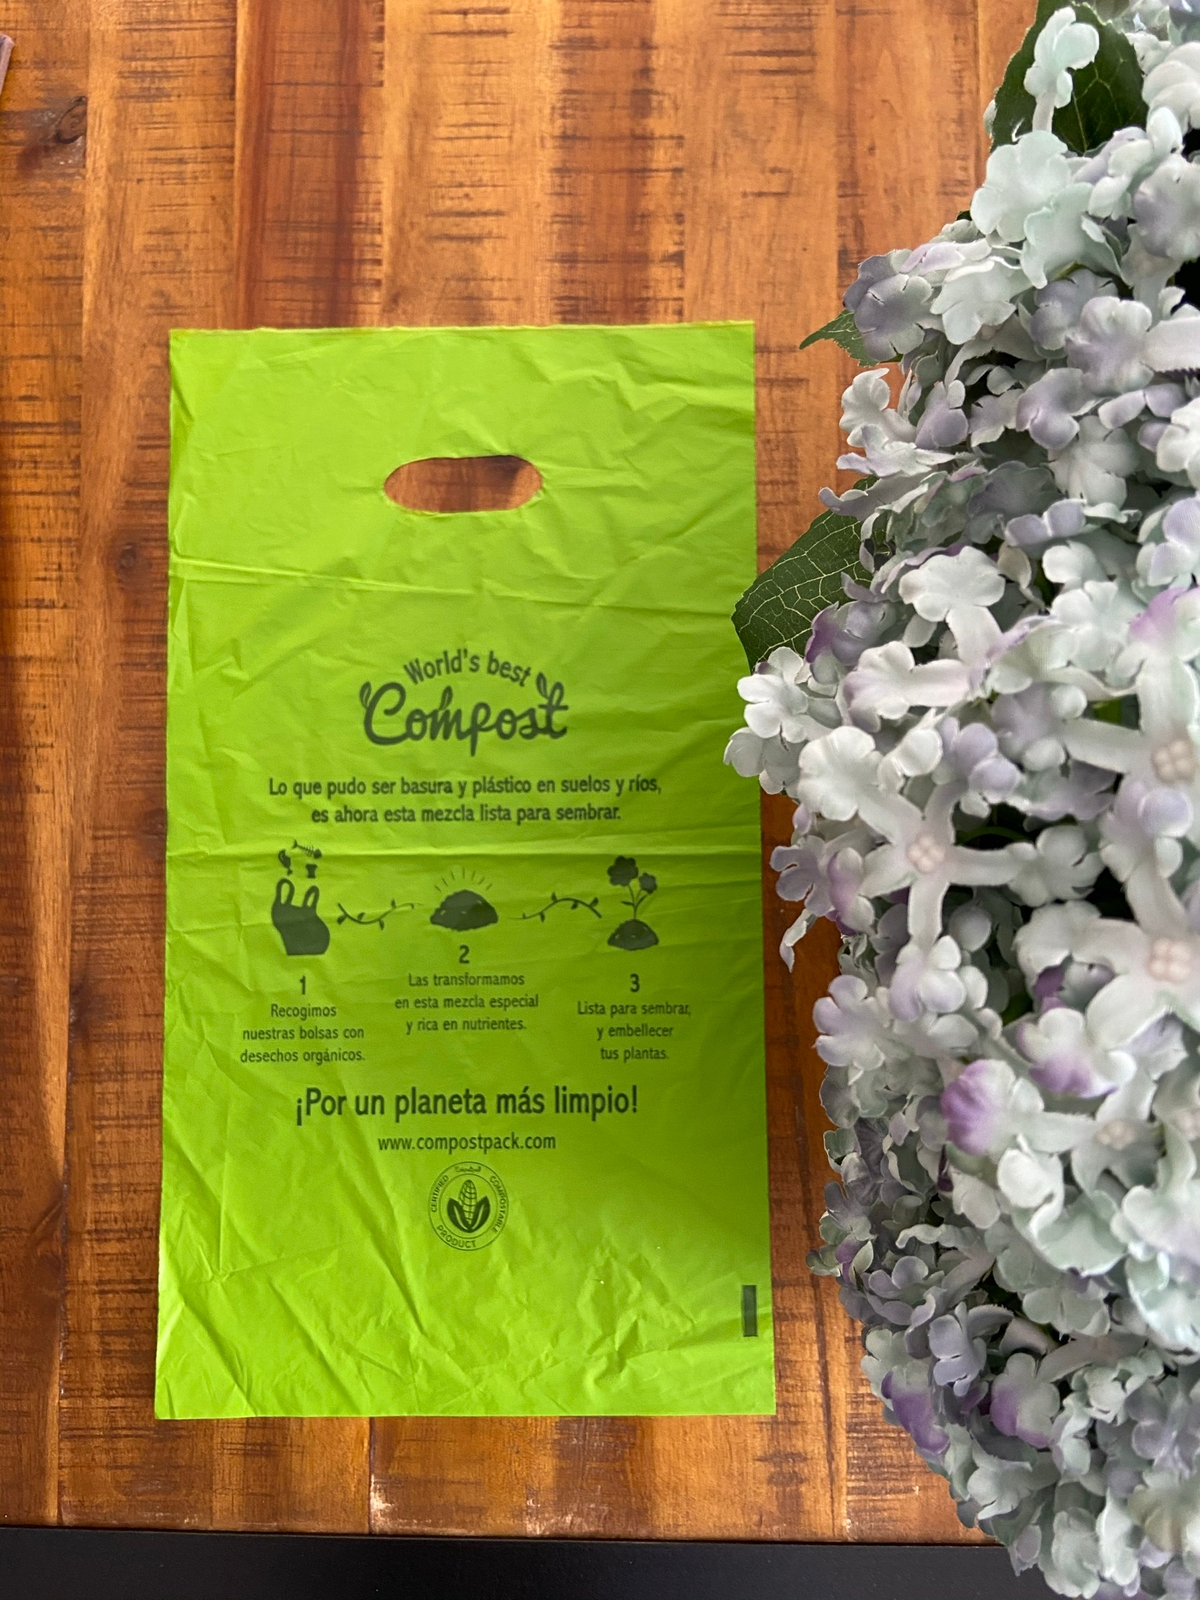 World's best
Compost
Lo que pudo ser basura y plástico en suelos y ríos,
es ahora esta mezcla lista para sembrar.
1
Recogimos
nuestras bolsas con
desechos orgánicos.
2
Las transformamos
en esta mezcla especial
y rica en nutrientes.
3
Lista para sembrar,
y embellecer
tus plantas.
¡Por un planeta más limpio!
www.compostpack.com
CERTIFIED COMPOSTABLE PRODUCT